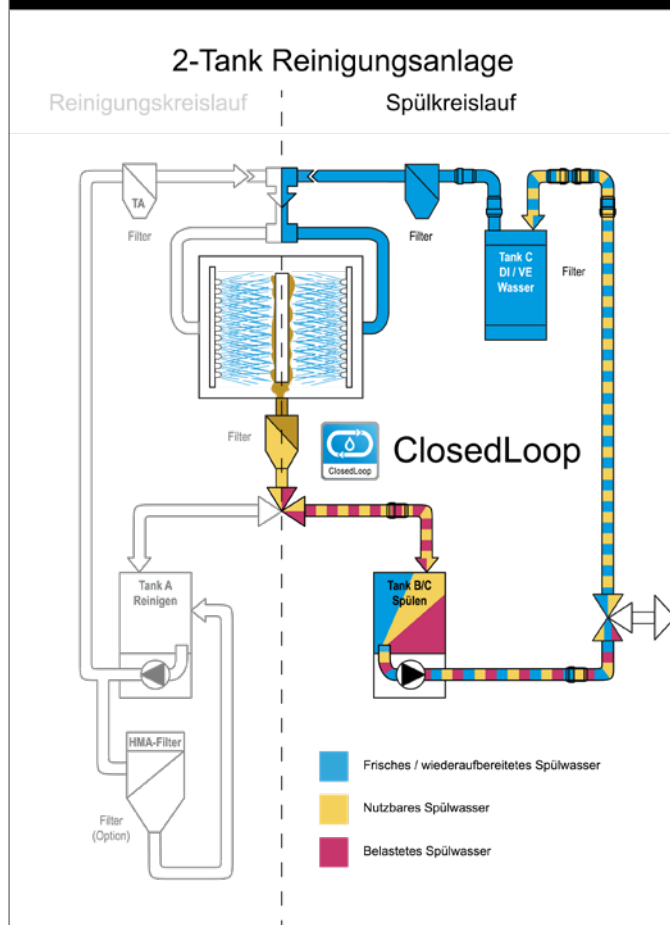 2-Tank Reinigungsanlage
Reinigungskreislauf
Spülkreislauf
TA
Filter
Filter
Tank C
DI / VE
Wasser
Filter
Filter
ClosedLoop
ClosedLoop
Tank A
Reinigen
Tank B/C
Spülen
HMA-Filter
Filter
(Option)
Frisches / wiederaufbereitetes Spülwasser
Nutzbares Spülwasser
Belastetes Spülwasser